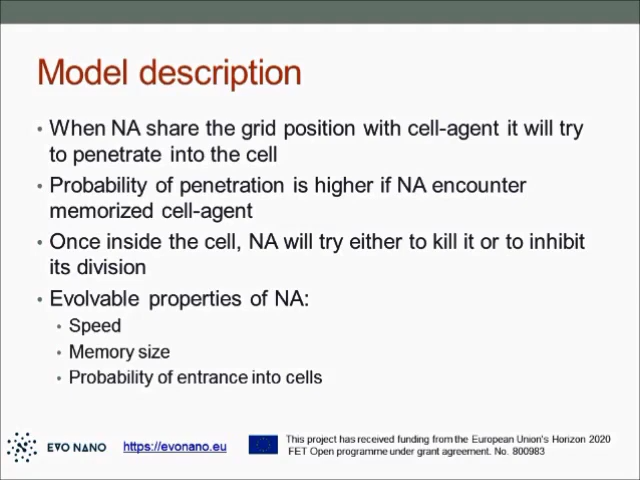 Model description
• When NA share the grid position with cell-agent it will try
to penetrate into the cell
• Probability of penetration is higher if NA encounter
memorized cell-agent
• Once inside the cell, NA will try either to kill it or to inhibit
its division
• Evolvable properties of NA:
• Speed
• Memory size
• Probability of entrance into cells
EVO NANO
https://evonano.eu
This project has received funding from the European Union's Horizon 2020
FET Open programme under grant agreement. No. 800983